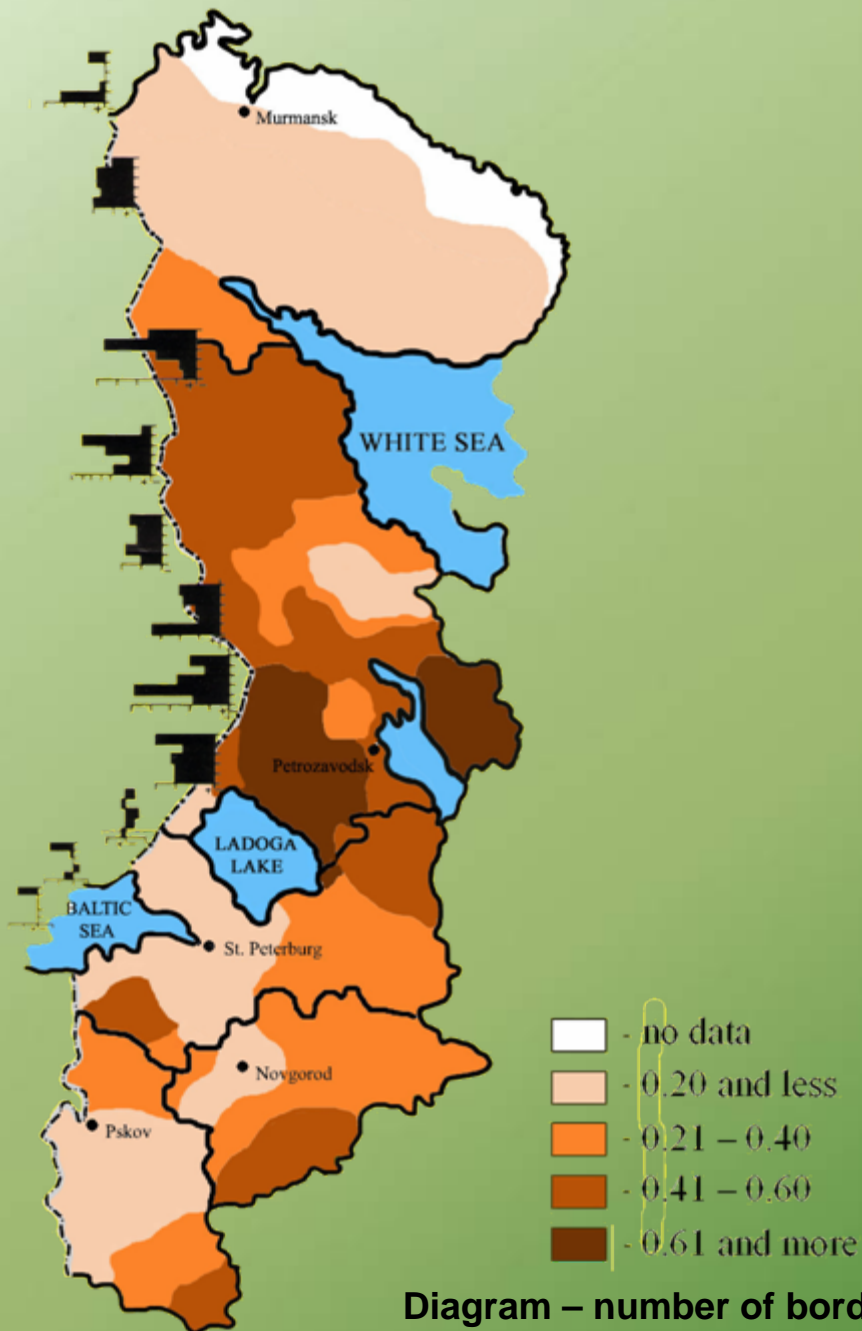 Murmansk
WHITE SEA
Petrozavodsk
LADOGA
LAKE
BALTIC
SEA
St. Peterburg
Novgorod
Pskov
- no data
- 0.20 and less
- 0.21 – 0.40
- 0.41 – 0.60
- 0.61 and more
Diagram – number of bord